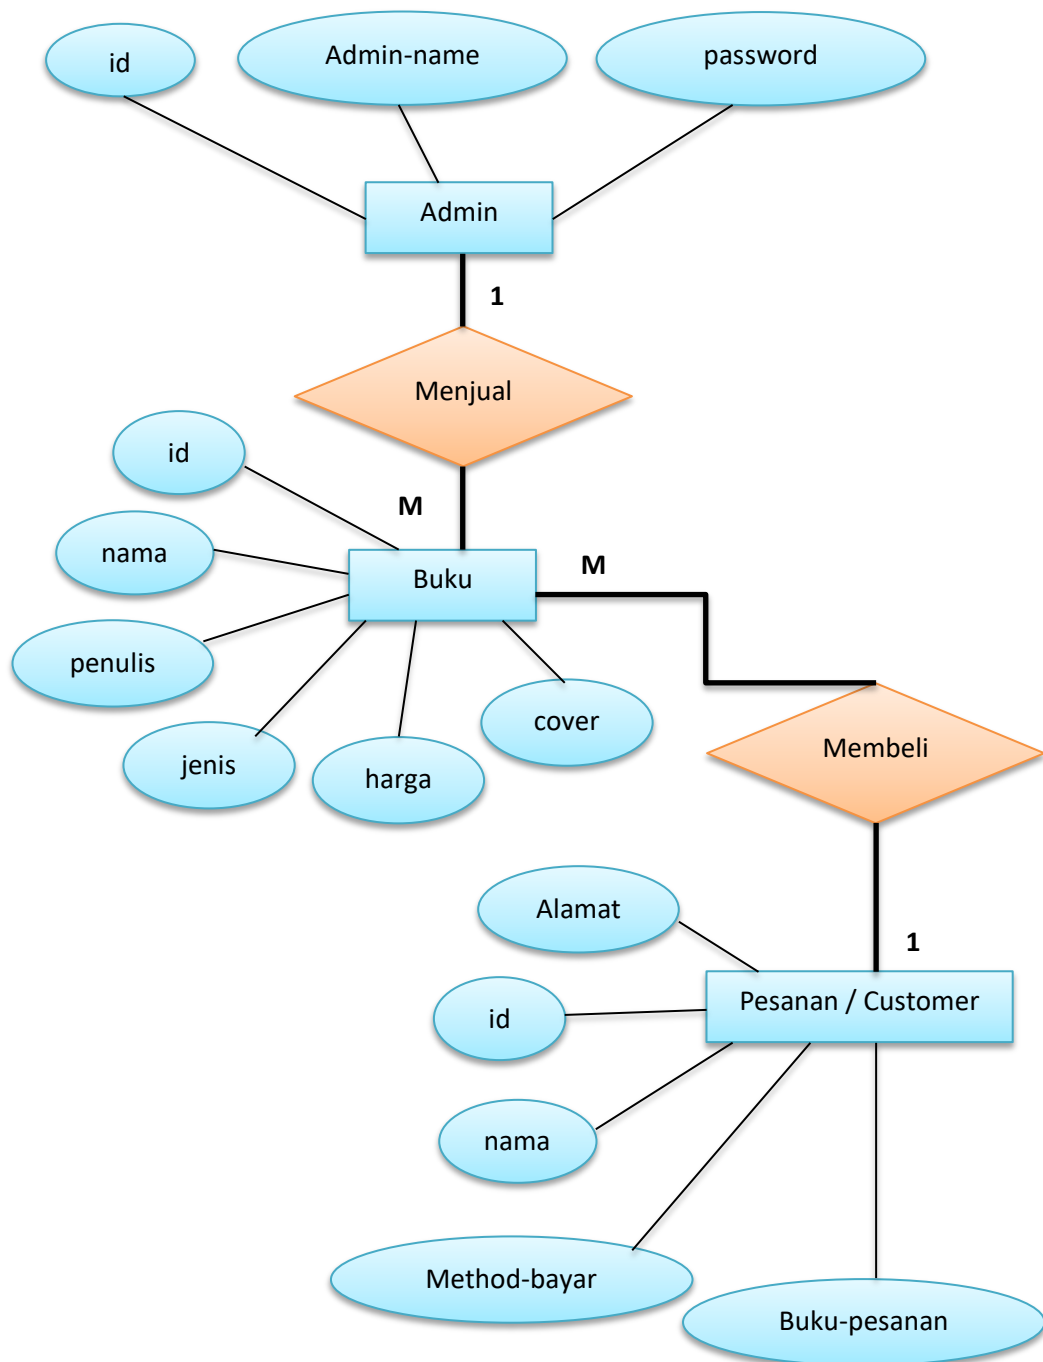 id
Admin-name
password
Admin
1
Menjual
id
M
nama
Buku
M
penulis
jenis
harga
cover
Membeli
Alamat
1
Pesanan / Customer
id
nama
Method-bayar
Buku-pesanan